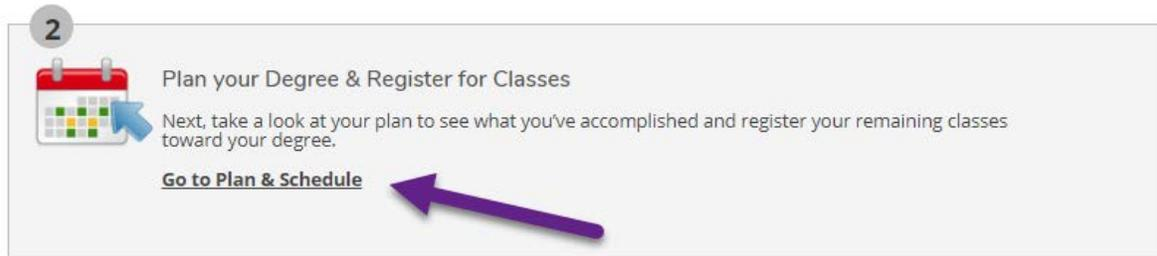 2
Plan your Degree & Register for Classes
Next, take a look at your plan to see what you've accomplished and register your remaining classes
toward your degree.
Go to Plan & Schedule